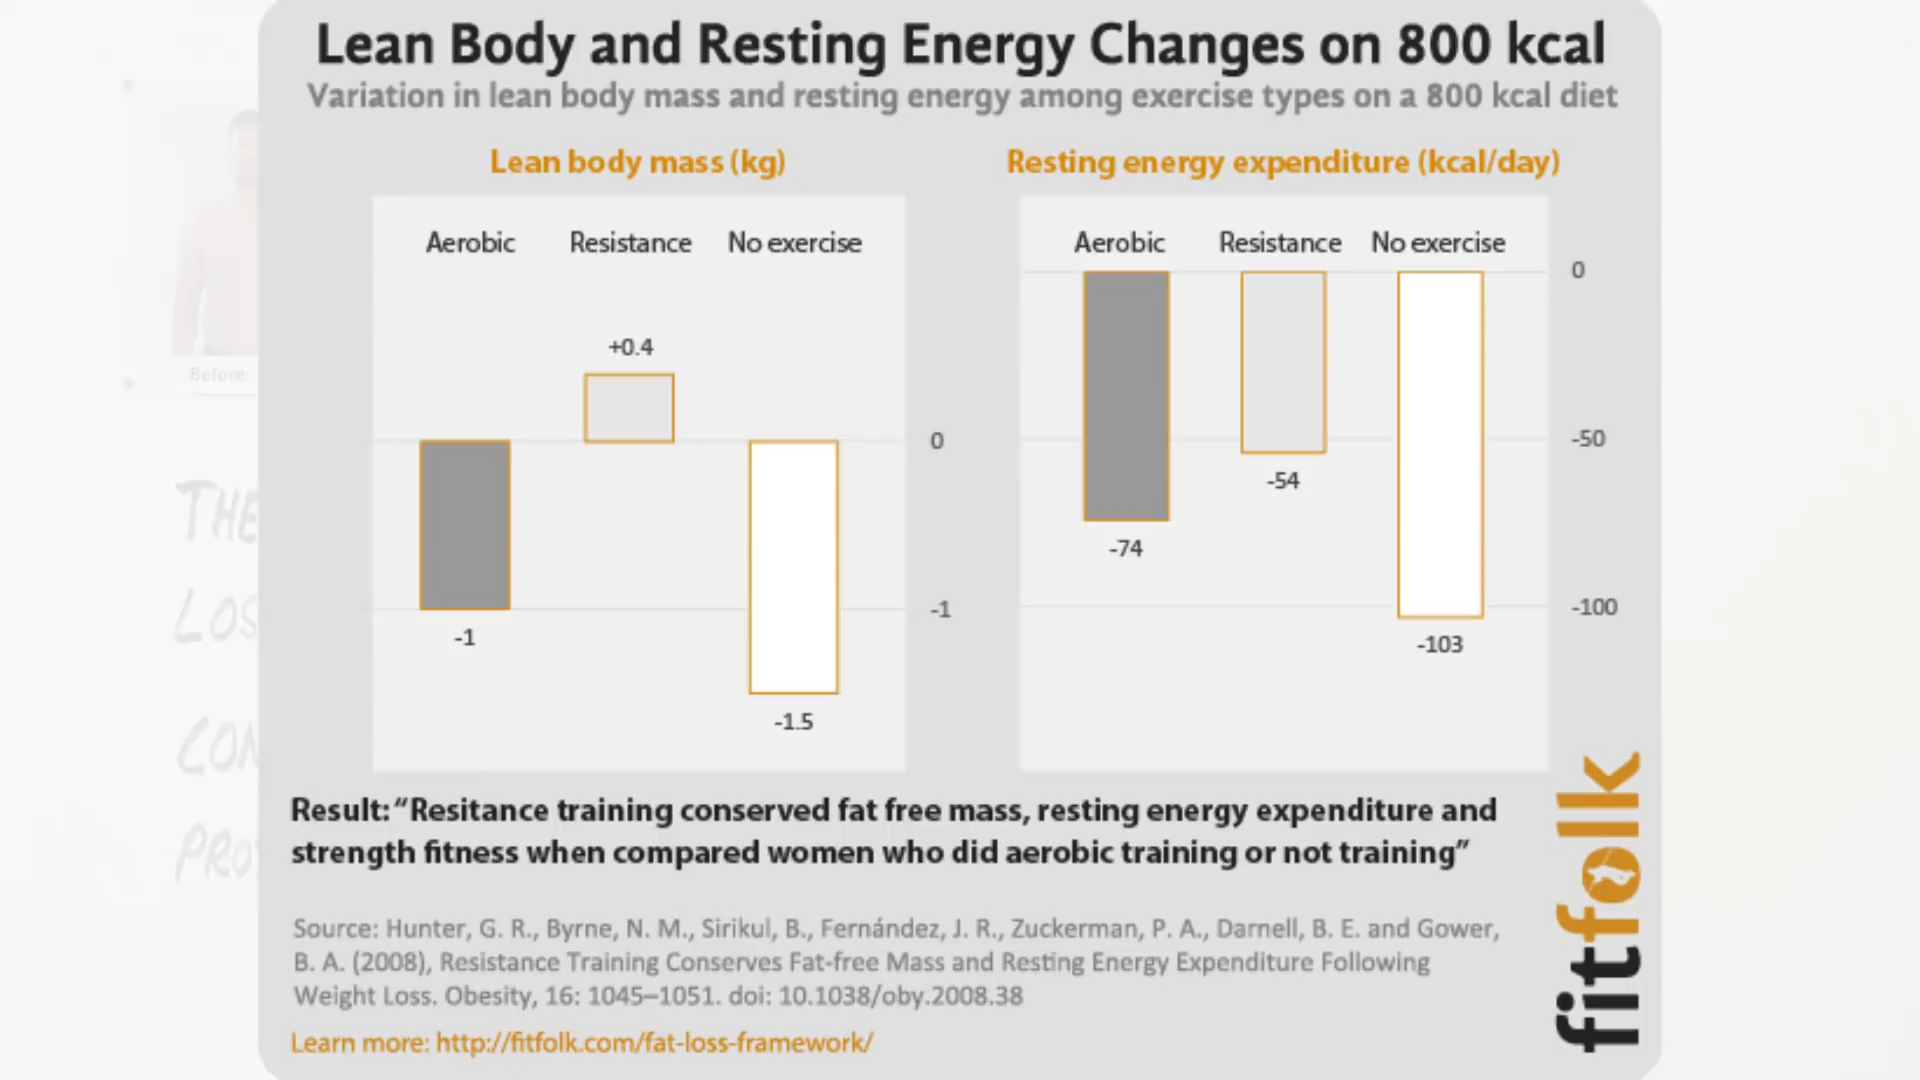 Lean Body and Resting Energy Changes on 800 kcal
Variation in lean body mass and resting energy among exercise types on a 800 kcal diet
Lean body mass (kg)
Aerobic Resistance No exercise
+0.4
0
-1
-1
-1.5
Resting energy expenditure (kcal/day)
Aerobic Resistance No exercise
0
-50
-54
-74
-100
-103
Result: “Resitance training conserved fat free mass, resting energy expenditure and
strength fitness when compared women who did aerobic training or not training”
Source: Hunter, G. R., Byrne, N. M., Sirikul, B., Fernández, J. R., Zuckerman, P. A., Darnell, B. E. and Gower,
B. A. (2008), Resistance Training Conserves Fat-free Mass and Resting Energy Expenditure Following
Weight Loss. Obesity, 16: 1045–1051. doi: 10.1038/oby.2008.38
Learn more: http://fitfolk.com/fat-loss-framework/
fitfolk
Before:
THE
LOS
CON
PRO